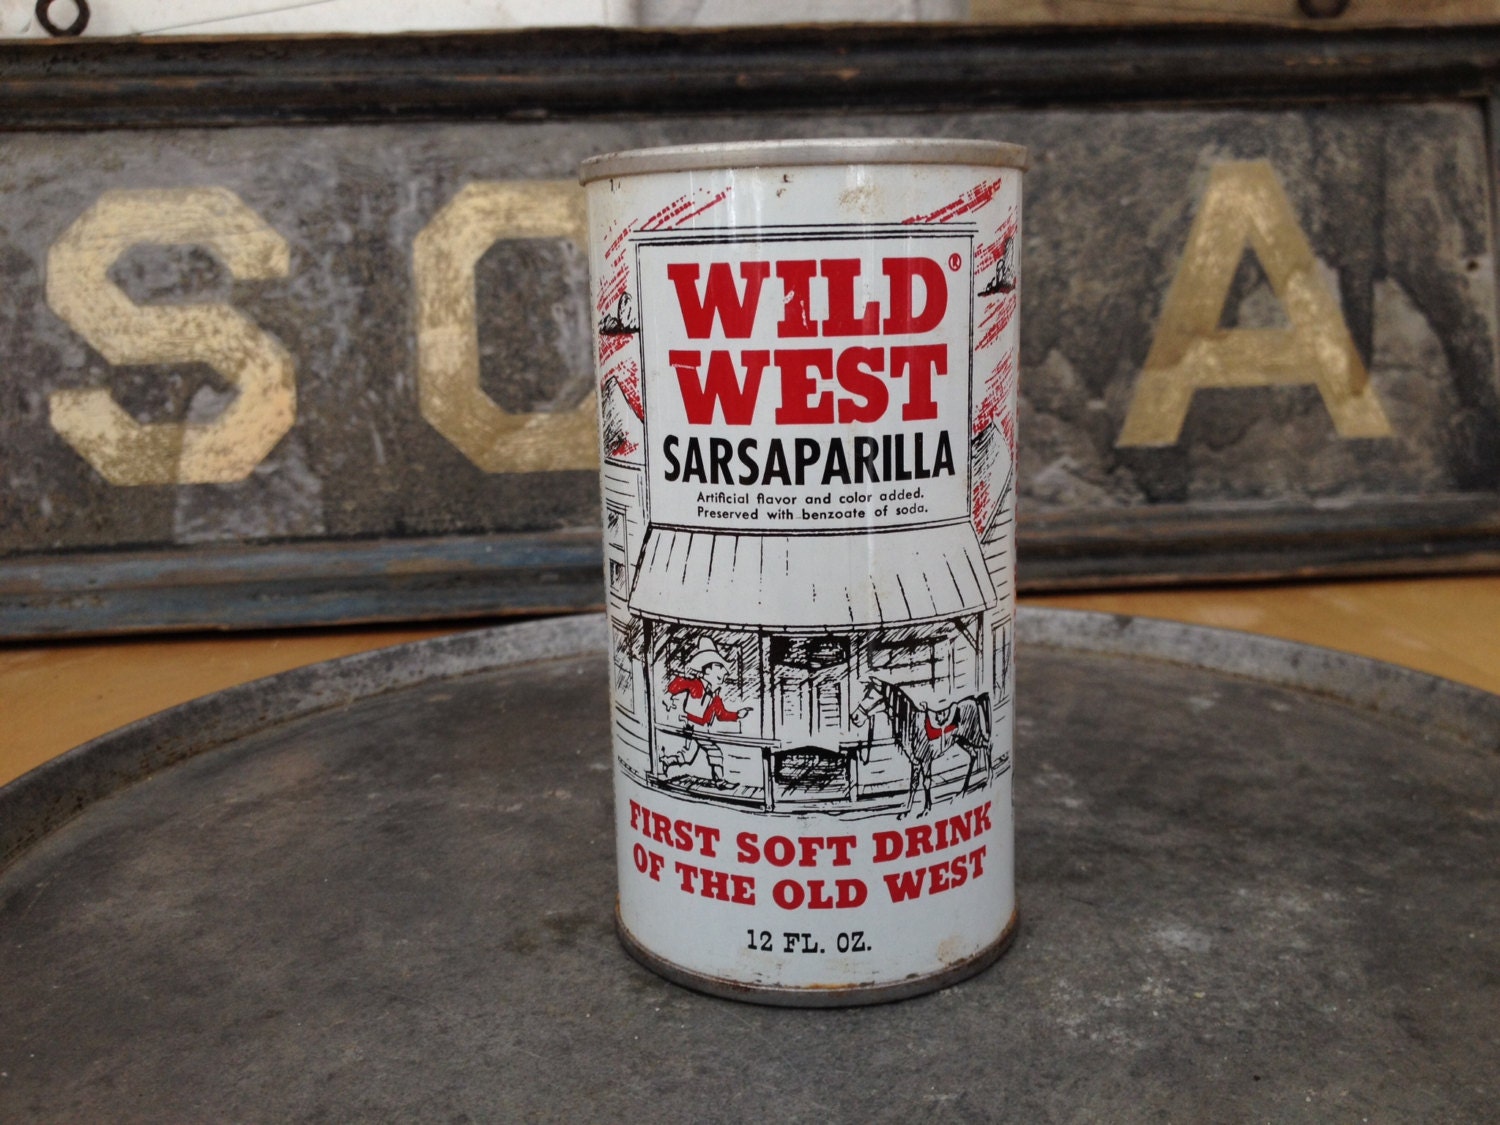 SO A
WILD®
WEST
SARSAPARILLA
Artificial flavor and color added.
Preserved with benzoate of soda.
FIRST SOFT DRINK
OF THE OLD WEST
12 FL. OZ.